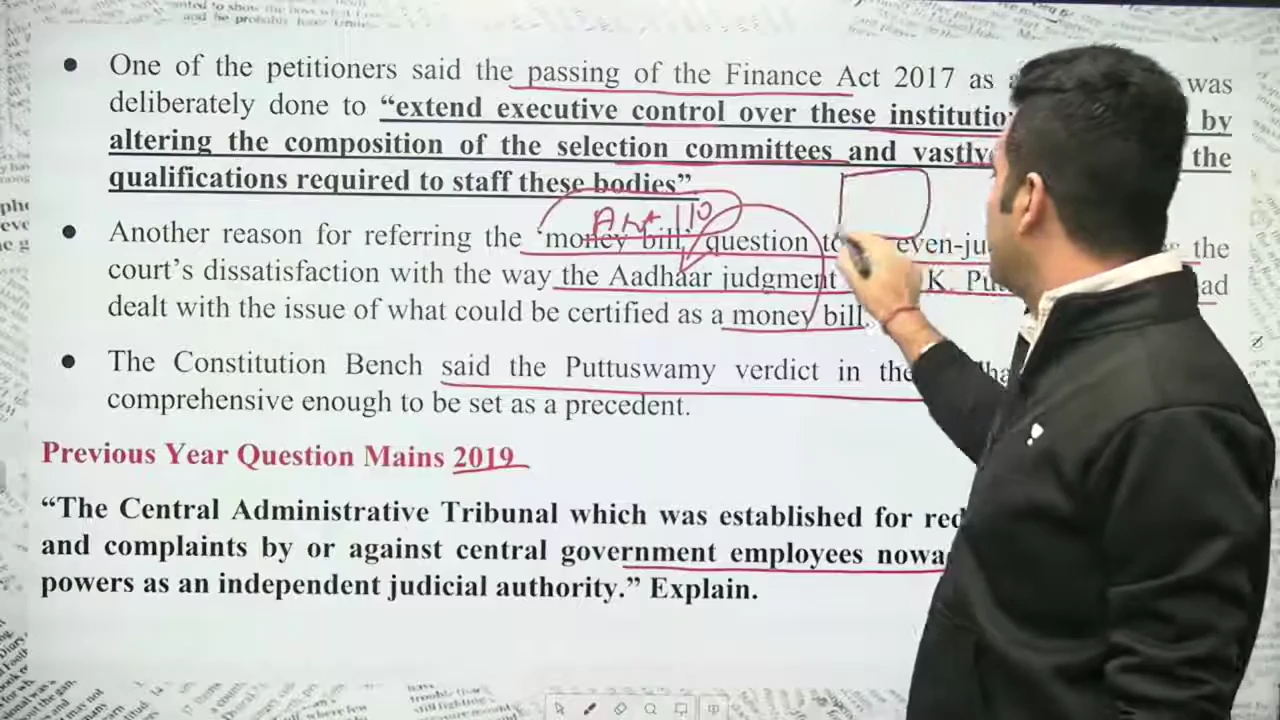 One of the petitioners said the passing of the Finance Act 2017 as was
deliberately done to “extend executive control over these by
altering the composition of the selection committees and vastly the
qualifications required to staff these bodies”.
Art 110
Another reason for referring the ‘money bill’ question even- the
court’s dissatisfaction with the way the Aadhaar judgment K.
dealt with the issue of what could be certified as a money bill.
The Constitution Bench said the Puttuswamy verdict in the
comprehensive enough to be set as a precedent.
Previous Year Question Mains 2019
“The Central Administrative Tribunal which was established for
and complaints by or against central government employees
powers as an independent judicial authority.” Explain.